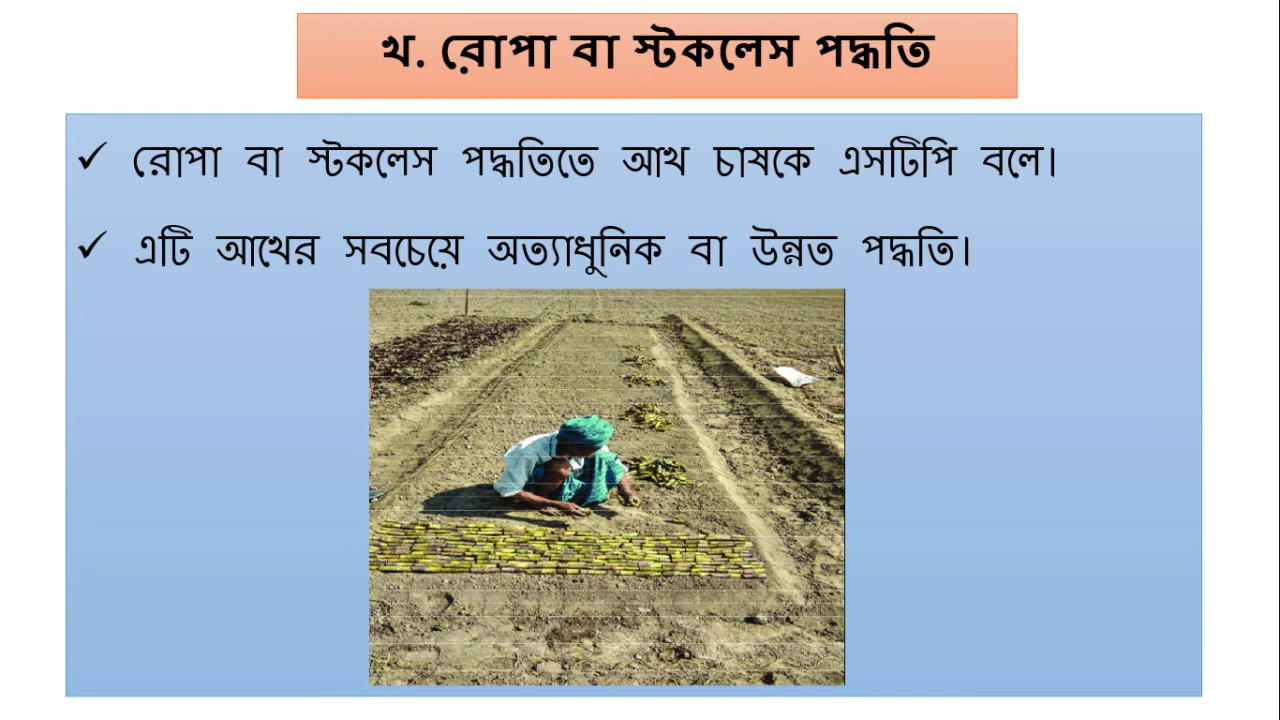 খ. রোপা বা স্টকলেস পদ্ধতি
✓ রোপা বা স্টকলেস পদ্ধতিতে আখ চাষকে এসটিপি বলে।
✓ এটি আখের সবচেয়ে অত্যাধুনিক বা উন্নত পদ্ধতি।